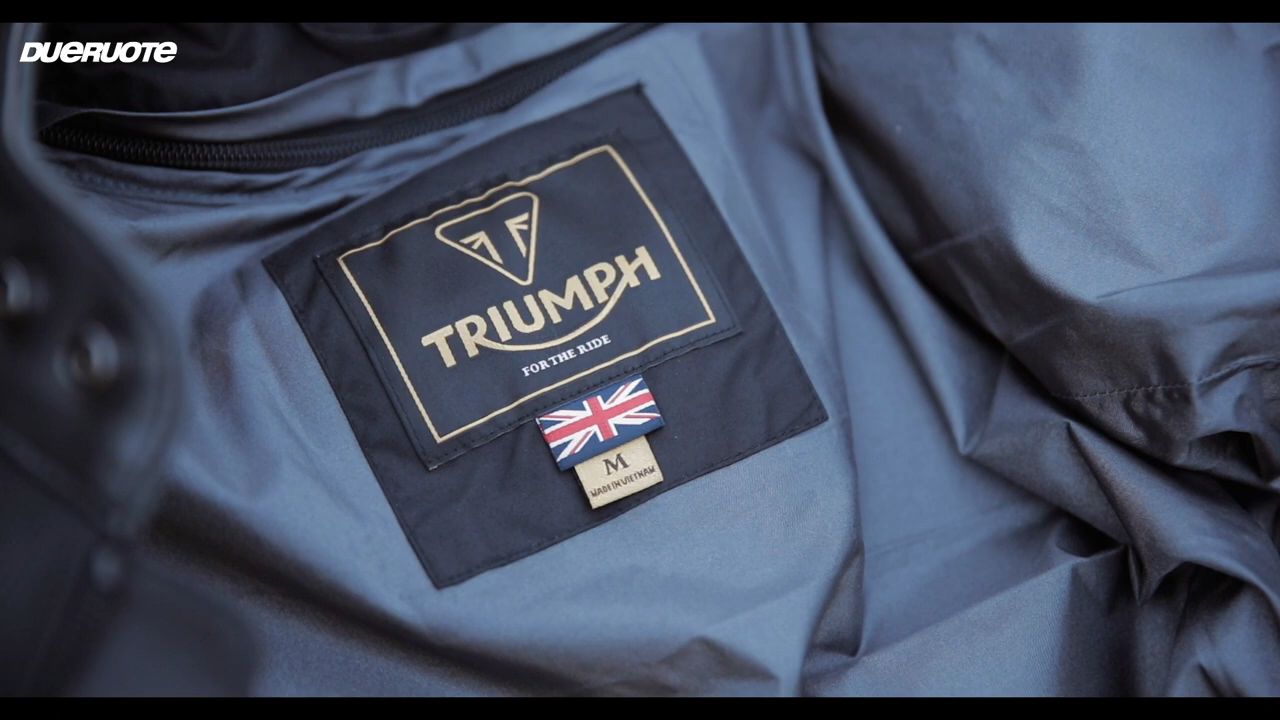 DUERUOTE
TRIUMPH
FOR THE RIDE
M
MADE IN VIETNAM